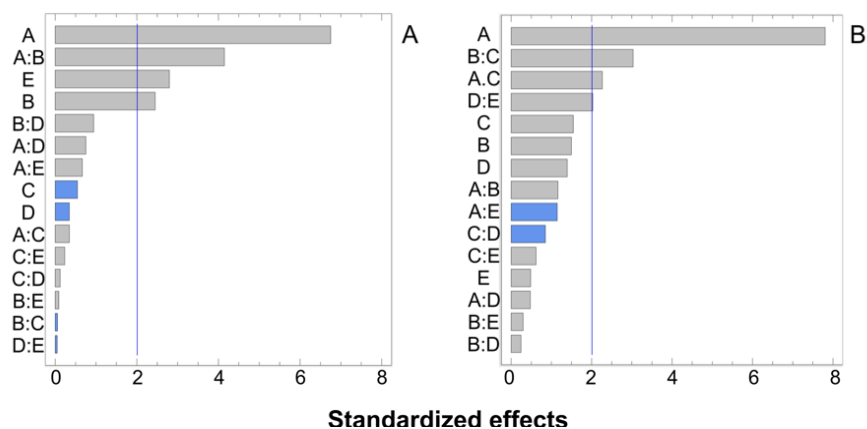 A
A:B
E
B
B:D
A:D
A:E
C
D
A:C
C:E
C:D
B:E
B:C
D:E
0 2 4 6 8
A
A
B:C
A.C
D:E
C
B
D
A:B
A:E
C:D
C:E
E
A:D
B:E
B:D
0 2 4 6 8
B
Standardized effects